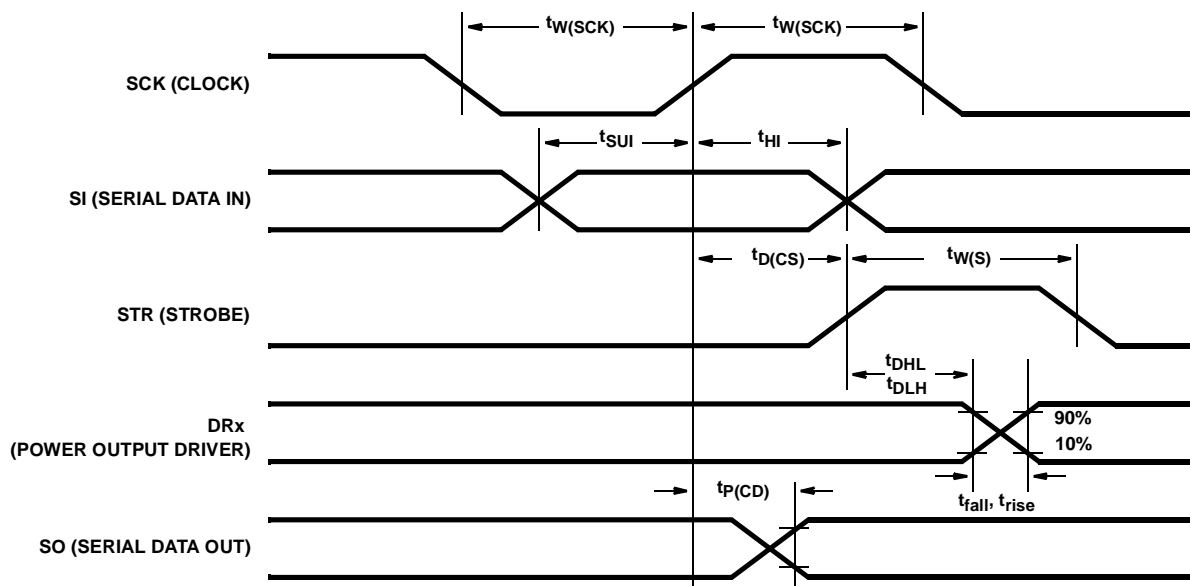 tW(SCK) tW(SCK)
SCK (CLOCK)
tSUI tHI
SI (SERIAL DATA IN)
tD(CS) tW(S)
STR (STROBE)
tDHL
tDLH
DRx
(POWER OUTPUT DRIVER)
90%
10%
tP(CD)
tfall, trise
SO (SERIAL DATA OUT)